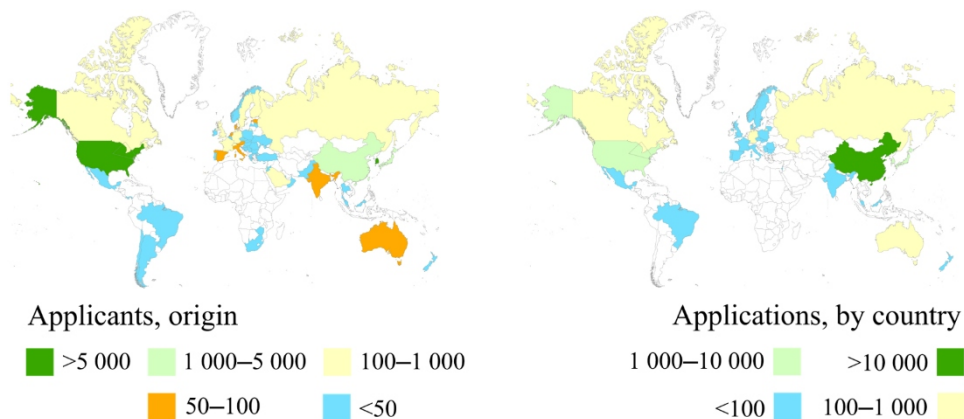 Applicants, origin
>5 000
1 000–5 000
100–1 000
50–100
<50
Applications, by country
1 000–10 000
>10 000
<100
100–1 000